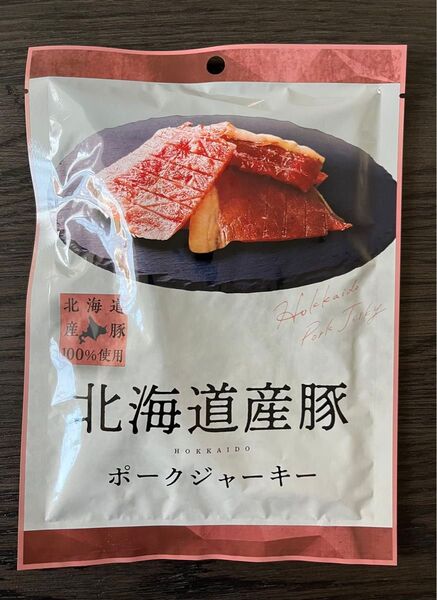 Hokkaido
Pork Jerky
北海道
産豚
100%使用
北海道産豚
HOKKAIDO
ポークジャーキー